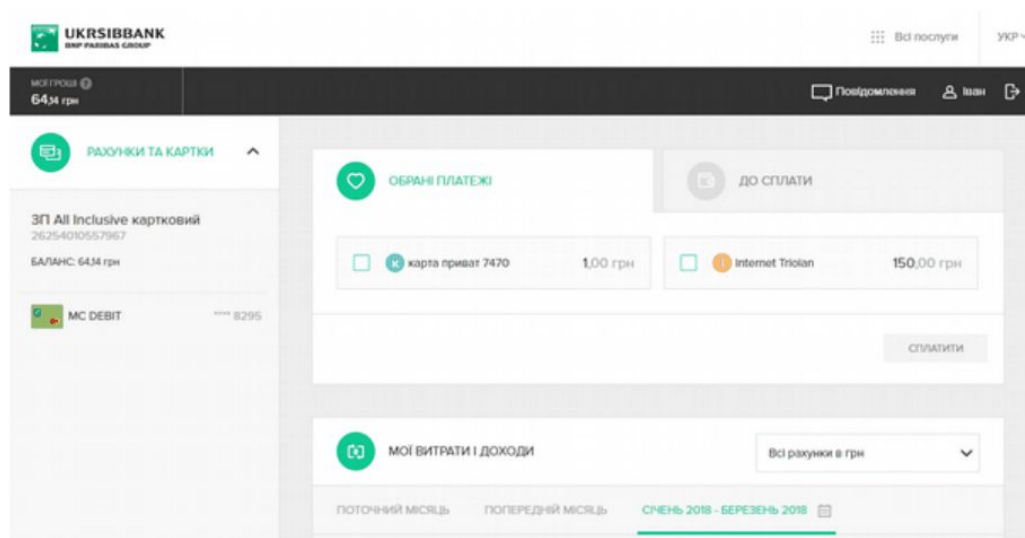 UKRSIBBANK
BNP PARIBAS GROUP
Всі послуги
УКР
МОЇ ГРОШІ ?
64,14 грн
Повідомлення
Іван
РАХУНКИ ТА КАРТКИ
ЗП All Inclusive картковий
26254010557967
БАЛАНС: 64,14 грн
MC DEBIT
**** 8295
ОБРАНІ ПЛАТЕЖІ
ДО СПЛАТИ
К карта приват 7470
1,00 грн
I Internet Triolan
150,00 грн
СПЛАТИТИ
МОЇ ВИТРАТИ І ДОХОДИ
Всі рахунки в грн
ПОТОЧНИЙ МІСЯЦЬ
ПОПЕРЕДНІЙ МІСЯЦЬ
СІЧЕНЬ 2018 - БЕРЕЗЕНЬ 2018